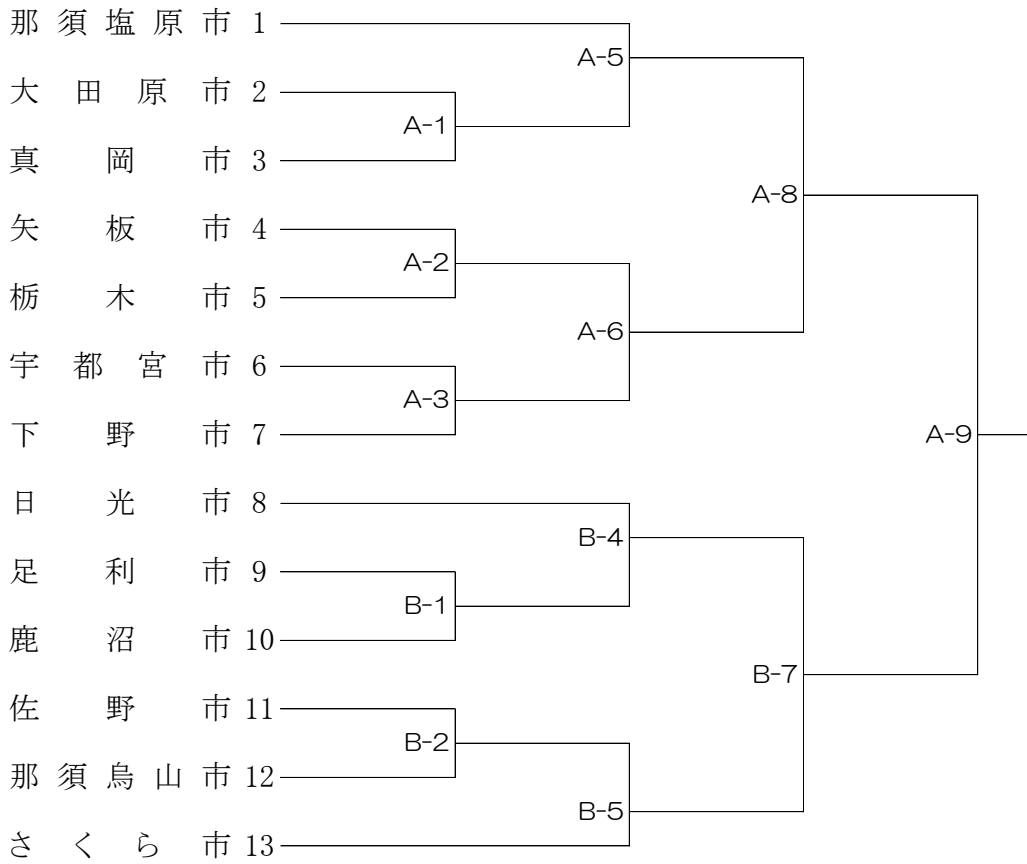 那須塩原市 1
A-5
大田原市 2
A-1
真岡市 3
A-8
矢板市 4
A-2
栃木市 5
A-6
宇都宮市 6
A-3
下野市 7
A-9
日光市 8
B-4
足利市 9
B-1
鹿沼市 10
B-7
佐野市 11
B-2
那須烏山市 12
B-5
さくら市 13